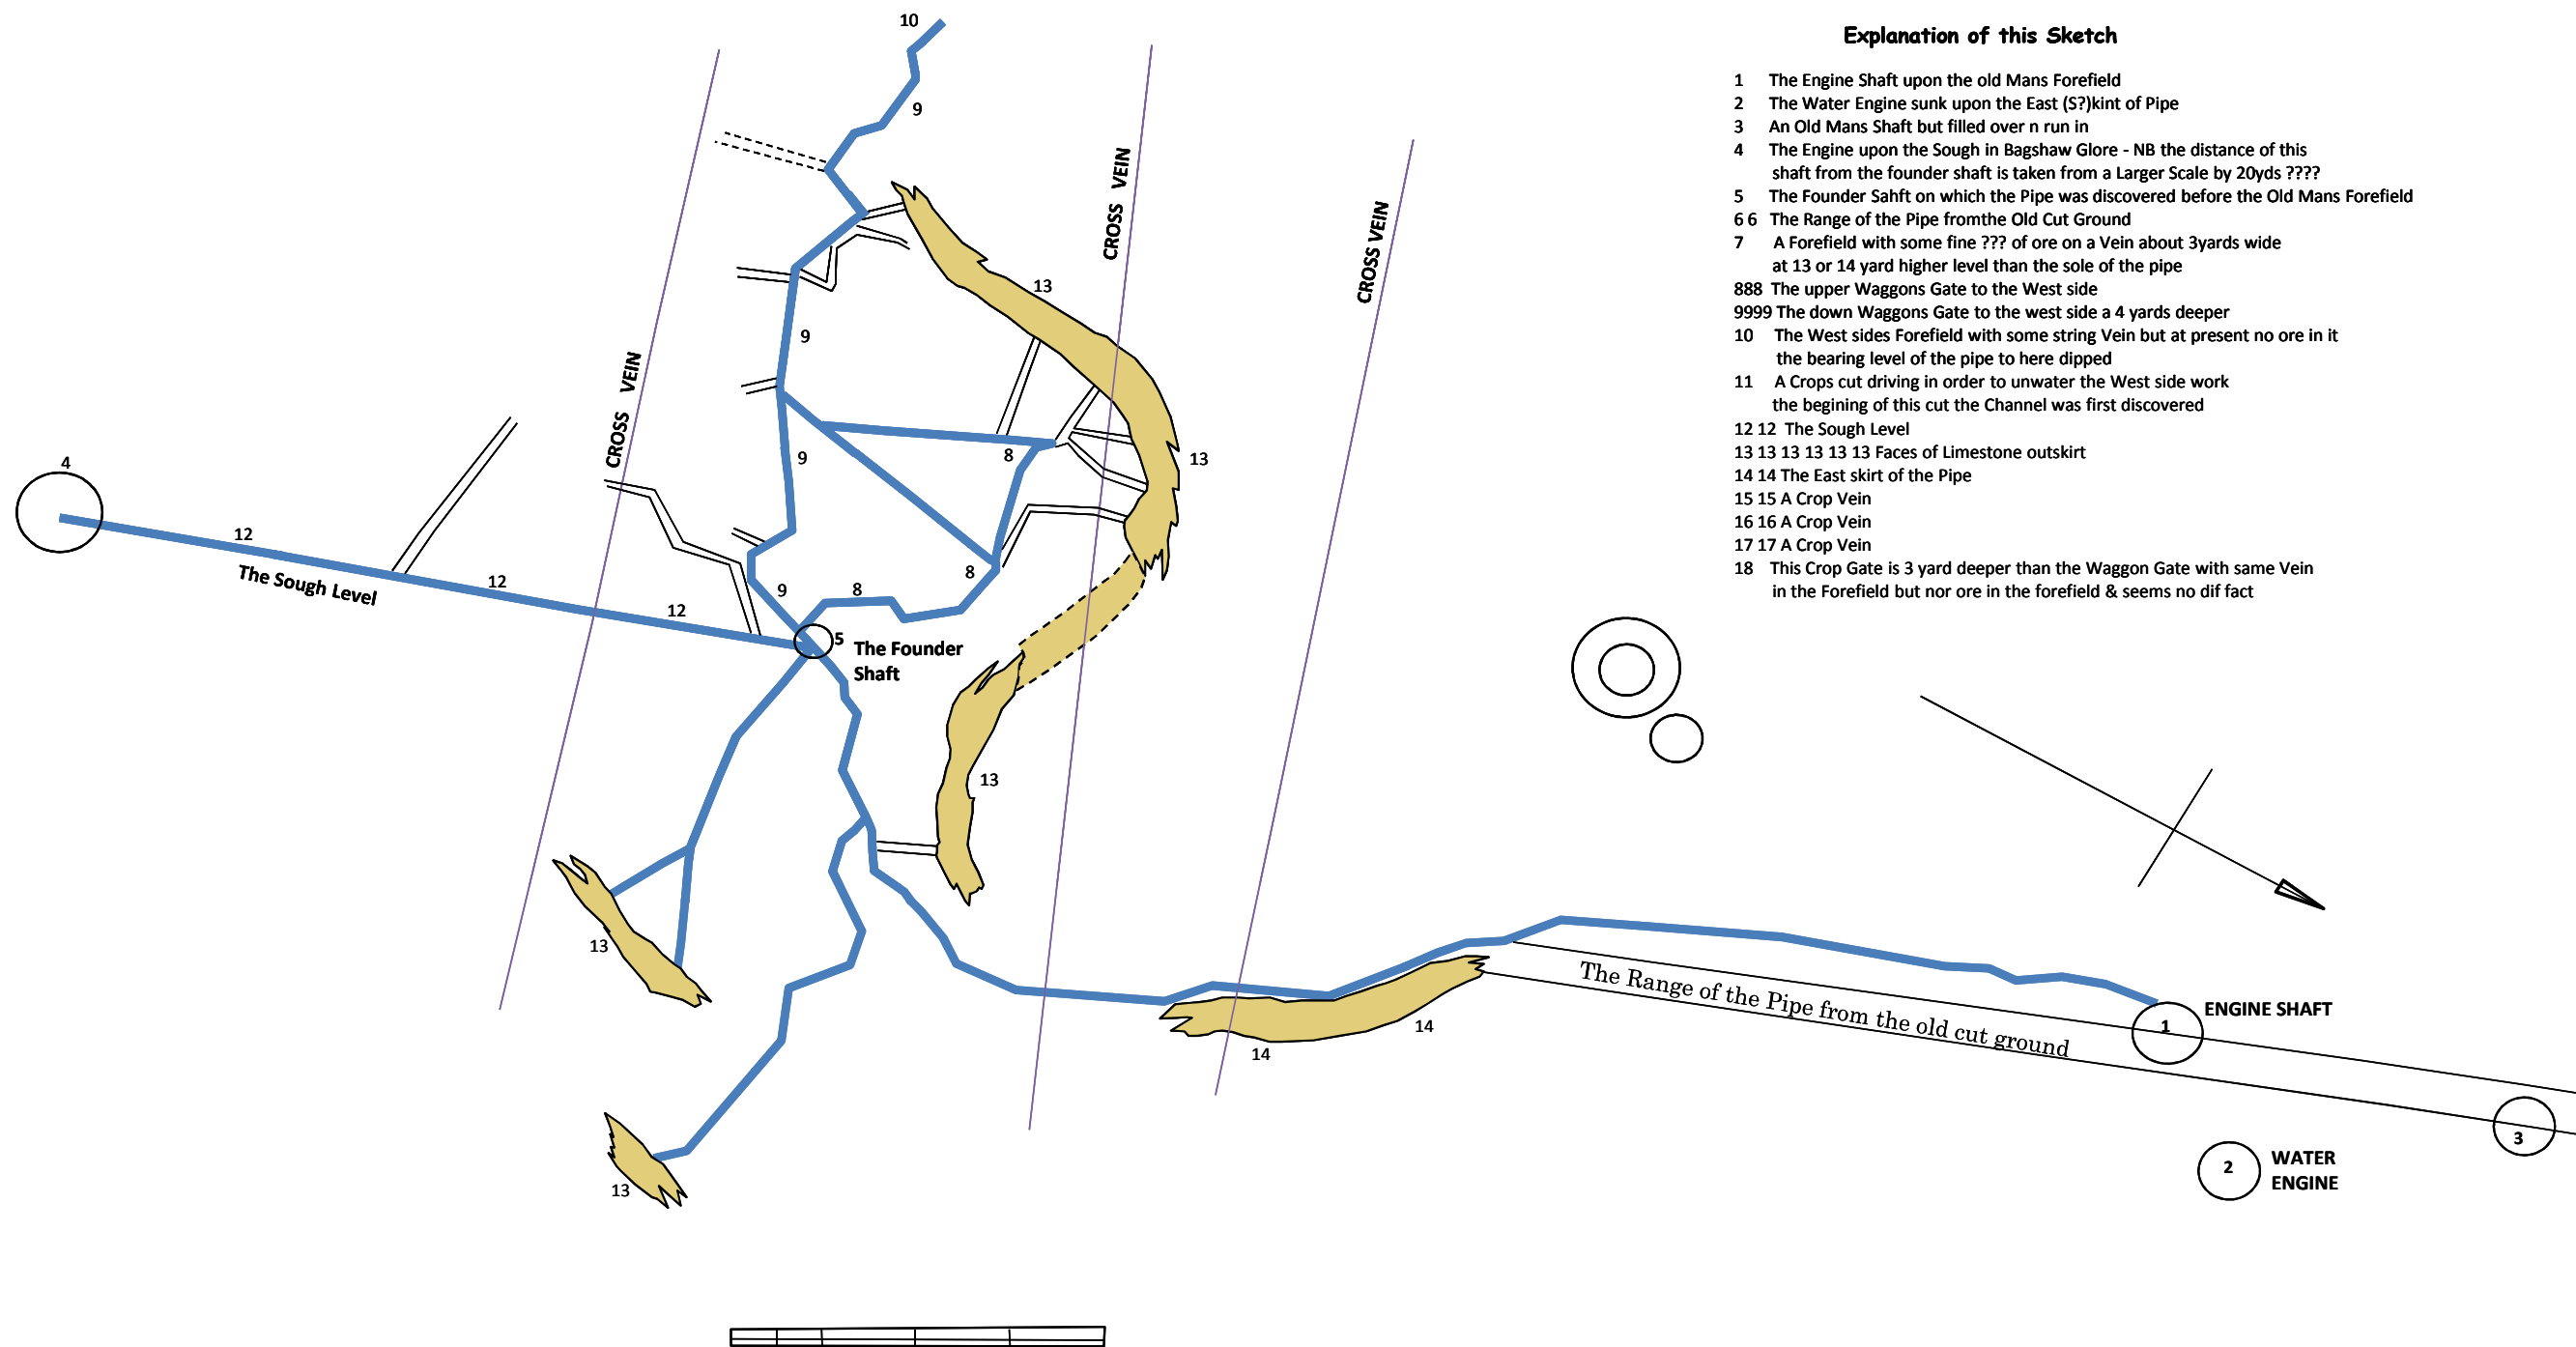 Explanation of this Sketch
1 The Engine Shaft upon the old Mans Forefield
2 The Water Engine sunk upon the East (S?)kint of Pipe
3 An Old Mans Shaft but filled over n run in
4 The Engine upon the Sough in Bagshaw Glore - NB the distance of this
shaft from the founder shaft is taken from a Larger Scale by 20yds ????
5 The Founder Sahft on which the Pipe was discovered before the Old Mans Forefield
6 6 The Range of the Pipe fromthe Old Cut Ground
7 A Forefield with some fine ??? of ore on a Vein about 3yards wide
at 13 or 14 yard higher level than the sole of the pipe
888 The upper Waggons Gate to the West side
9999 The down Waggons Gate to the west side a 4 yards deeper
10 The West sides Forefield with some string Vein but at present no ore in it
the bearing level of the pipe to here dipped
11 A Crops cut driving in order to unwater the West side work
the begining of this cut the Channel was first discovered
12 12 The Sough Level
13 13 13 13 13 13 Faces of Limestone outskirt
14 14 The East skirt of the Pipe
15 15 A Crop Vein
16 16 A Crop Vein
17 17 A Crop Vein
18 This Crop Gate is 3 yard deeper than the Waggon Gate with same Vein
in the Forefield but nor ore in the forefield & seems no dif fact
10
9
CROSS VEIN
CROSS VEIN
CROSS VEIN
13
9
9
8
13
4
12
The Sough Level
12
12
9
8
8
5
The Founder
Shaft
13
13
14
14
The Range of the Pipe from the old cut ground
1
ENGINE SHAFT
3
2
WATER
ENGINE
13